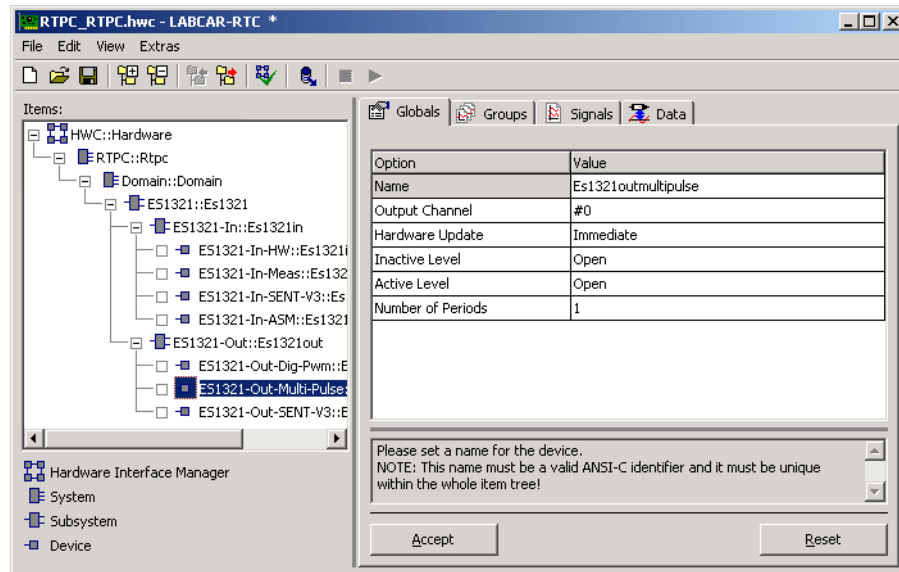 RTPC_RTPC.hwc - LABCAR-RTC *
File Edit View Extras
Items:
HWC::Hardware
RTPC::Rtpc
Domain::Domain
ES1321::Es1321
ES1321-In::Es1321in
ES1321-In-HW::Es1321i
ES1321-In-Meas::Es132
ES1321-In-SENT-V3::Es
ES1321-In-ASM::Es1321
ES1321-Out::Es1321out
ES1321-Out-Dig-Pwm::E
ES1321-Out-Multi-Pulse:
ES1321-Out-SENT-V3::E
Hardware Interface Manager
System
Subsystem
Device
Globals Groups Signals Data
Option Value
Name Es1321outmultipulse
Output Channel #0
Hardware Update Immediate
Inactive Level Open
Active Level Open
Number of Periods 1
Please set a name for the device.
NOTE: This name must be a valid ANSI-C identifier and it must be unique
within the whole item tree!
Accept Reset